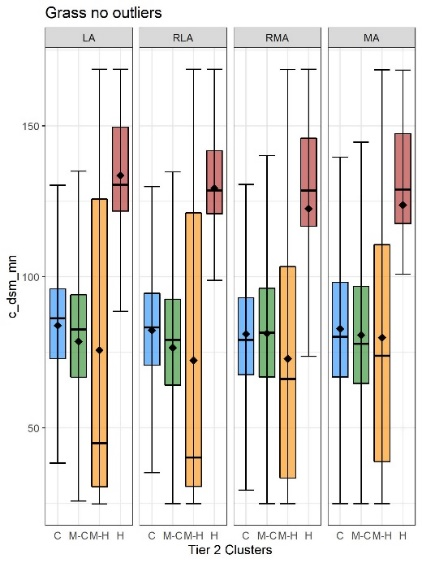 Grass no outliers
LA RLA RMA MA
150
100
50
c_dsm_mn
C M-C M-H H C M-C M-H H C M-C M-H H C M-C M-H H
Tier 2 Clusters